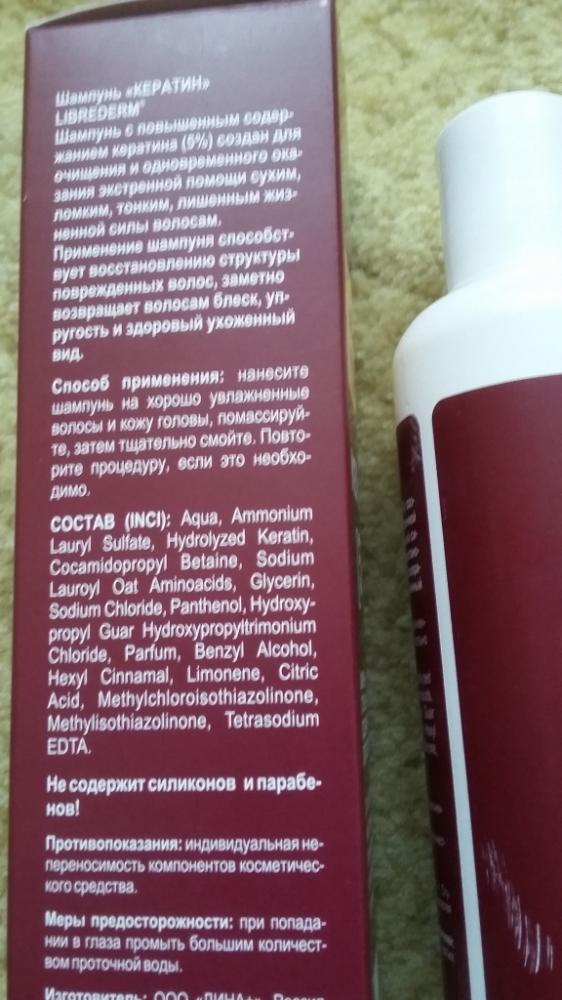 Шампунь «КЕРАТИН»
LIBREDERM®
Шампунь с повышенным содер-
жанием кератина (5%) создан для
очищения и одновременного ока-
зания экстренной помощи сухим,
ломким, тонким, лишенным жиз-
ненной силы волосам.
Применение шампуня способст-
вует восстановлению структуры
поврежденных волос, заметно
возвращает волосам блеск, уп-
ругость и здоровый ухоженный
вид.
Способ применения: нанесите
шампунь на хорошо увлажненные
волосы и кожу головы, помассируй-
те, затем тщательно смойте. Повто-
рите процедуру, если это необхо-
димо.
СОСТАВ (INCI): Aqua, Ammonium
Lauryl Sulfate, Hydrolyzed Keratin,
Cocamidopropyl Betaine, Sodium
Lauroyl Oat Aminoacids, Glycerin,
Sodium Chloride, Panthenol, Hydroxy-
propyl Guar Hydroxypropyltrimonium
Chloride, Parfum, Benzyl Alcohol,
Hexyl Cinnamal, Limonene, Citric
Acid, Methylchloroisothiazolinone,
Methylisothiazolinone, Tetrasodium
EDTA.
Не содержит силиконов и парабе-
нов!
Противопоказания: индивидуальная не-
переносимость компонентов косметичес-
кого средства.
Меры предосторожности: при попада-
нии в глаза промыть большим количест-
вом проточной воды.
Изготовитель: ООО «ДИНА+», Россия